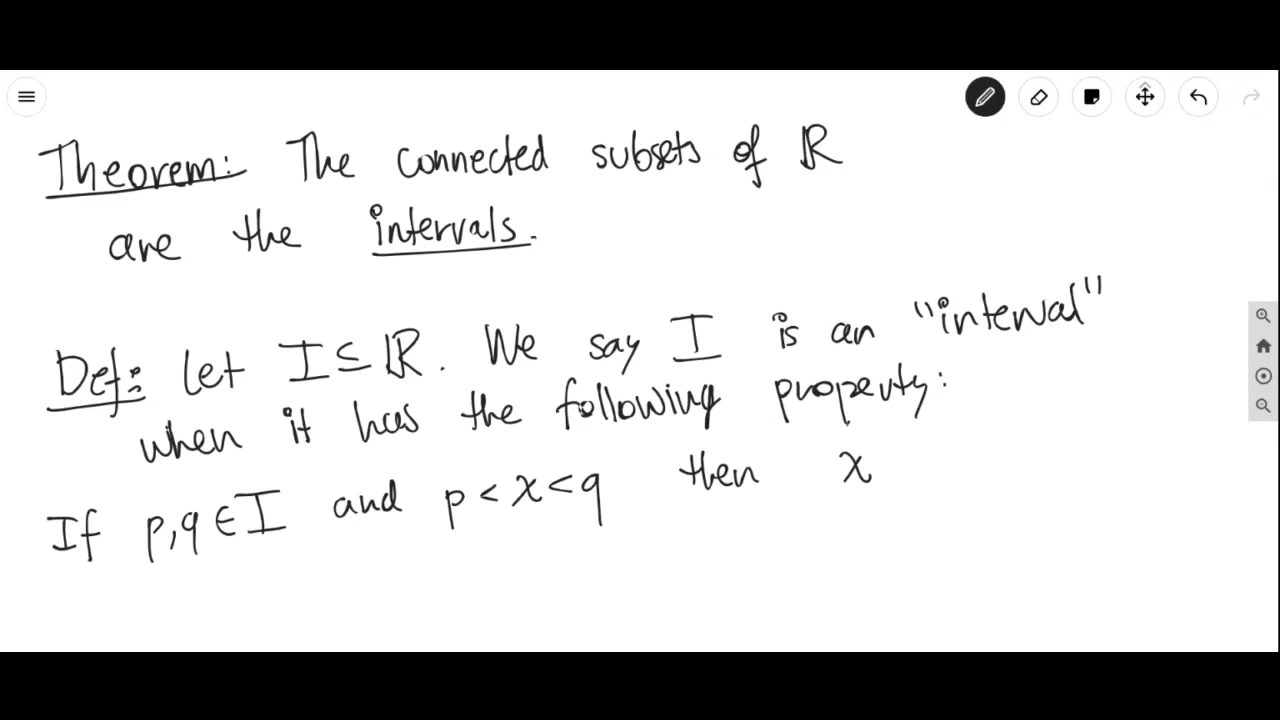 Theorem: The connected subsets of ℝ
are the intervals.
Def: Let I ⊆ ℝ. We say I is an "interval"
when it has the following property:
If p,q ∈ I and p < x < q then x